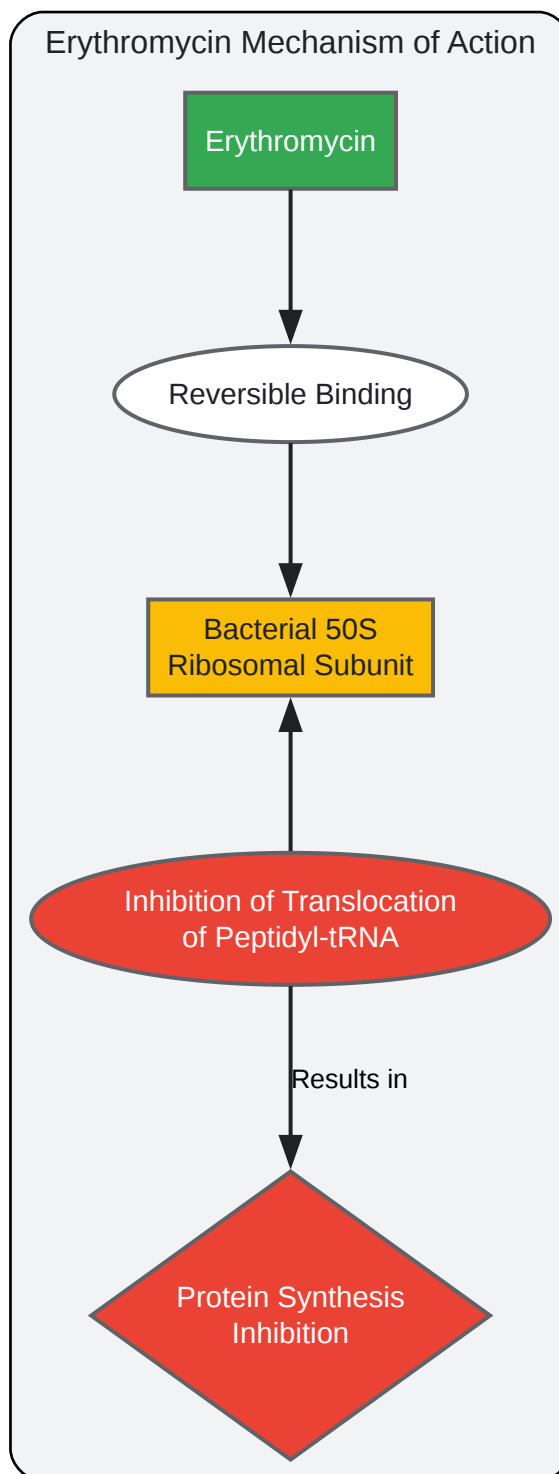 Erythromycin Mechanism of Action
Erythromycin
Reversible Binding
Bacterial 50S
Ribosomal Subunit
Inhibition of Translocation
of Peptidyl-tRNA
Results in
Protein Synthesis
Inhibition